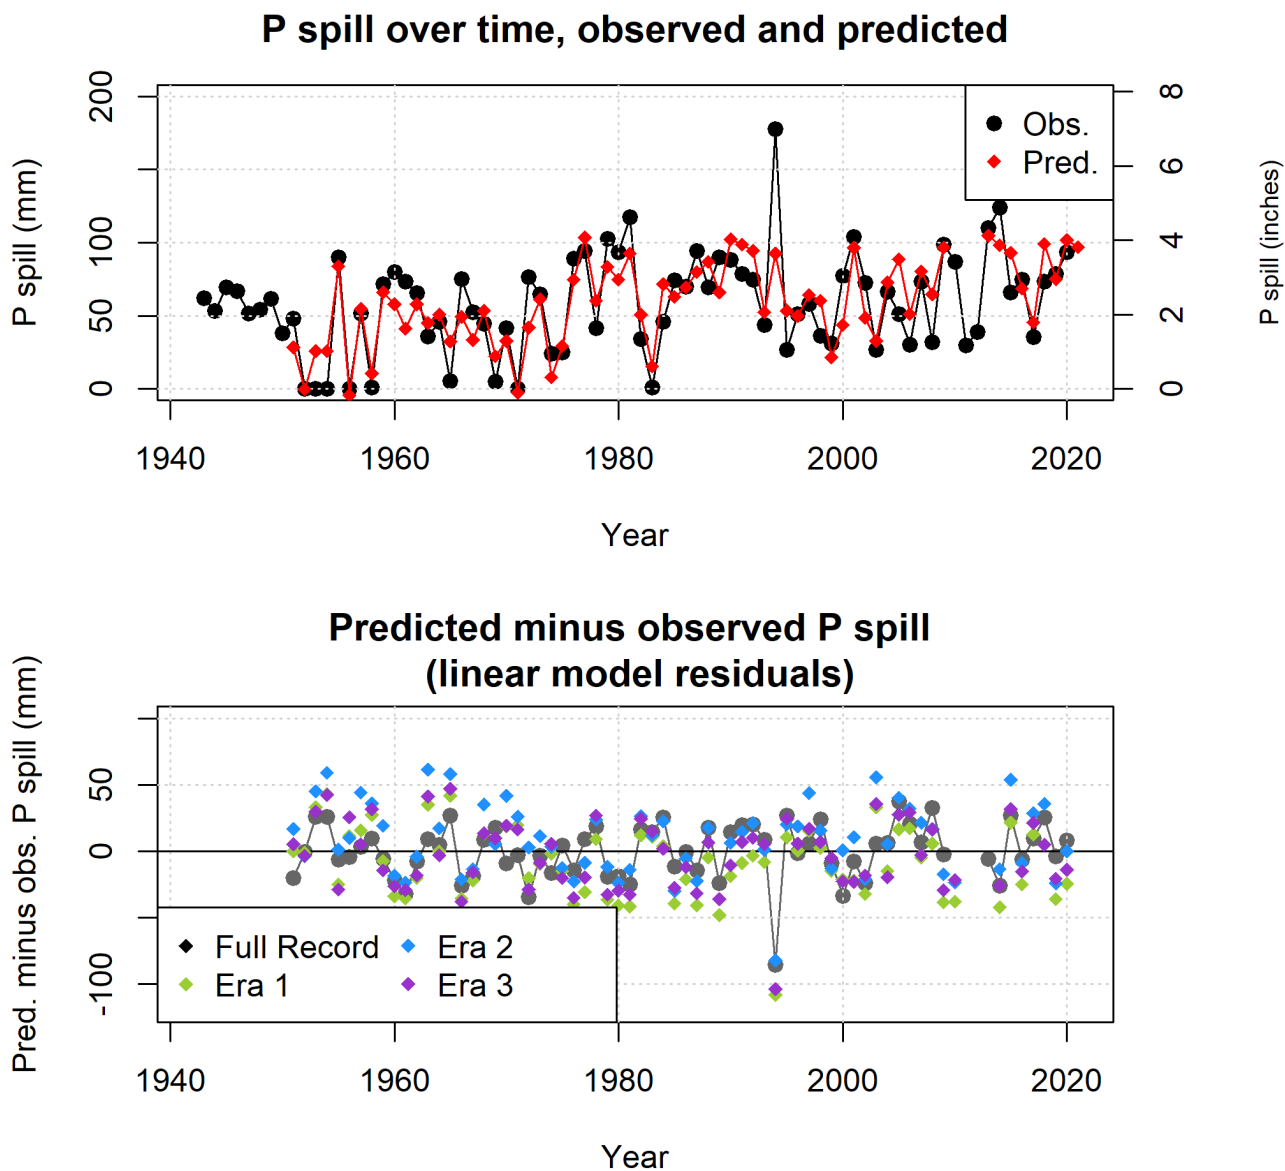 P spill over time, observed and predicted
P spill (mm)
200
100
50
0
8
6
4
2
0
P spill (inches)
Obs.
Pred.
1940 1960 1980 2000 2020
Year
Predicted minus observed P spill
(linear model residuals)
Pred. minus obs. P spill (mm)
50
0
-100
Full Record
Era 1
Era 2
Era 3
1940 1960 1980 2000 2020
Year